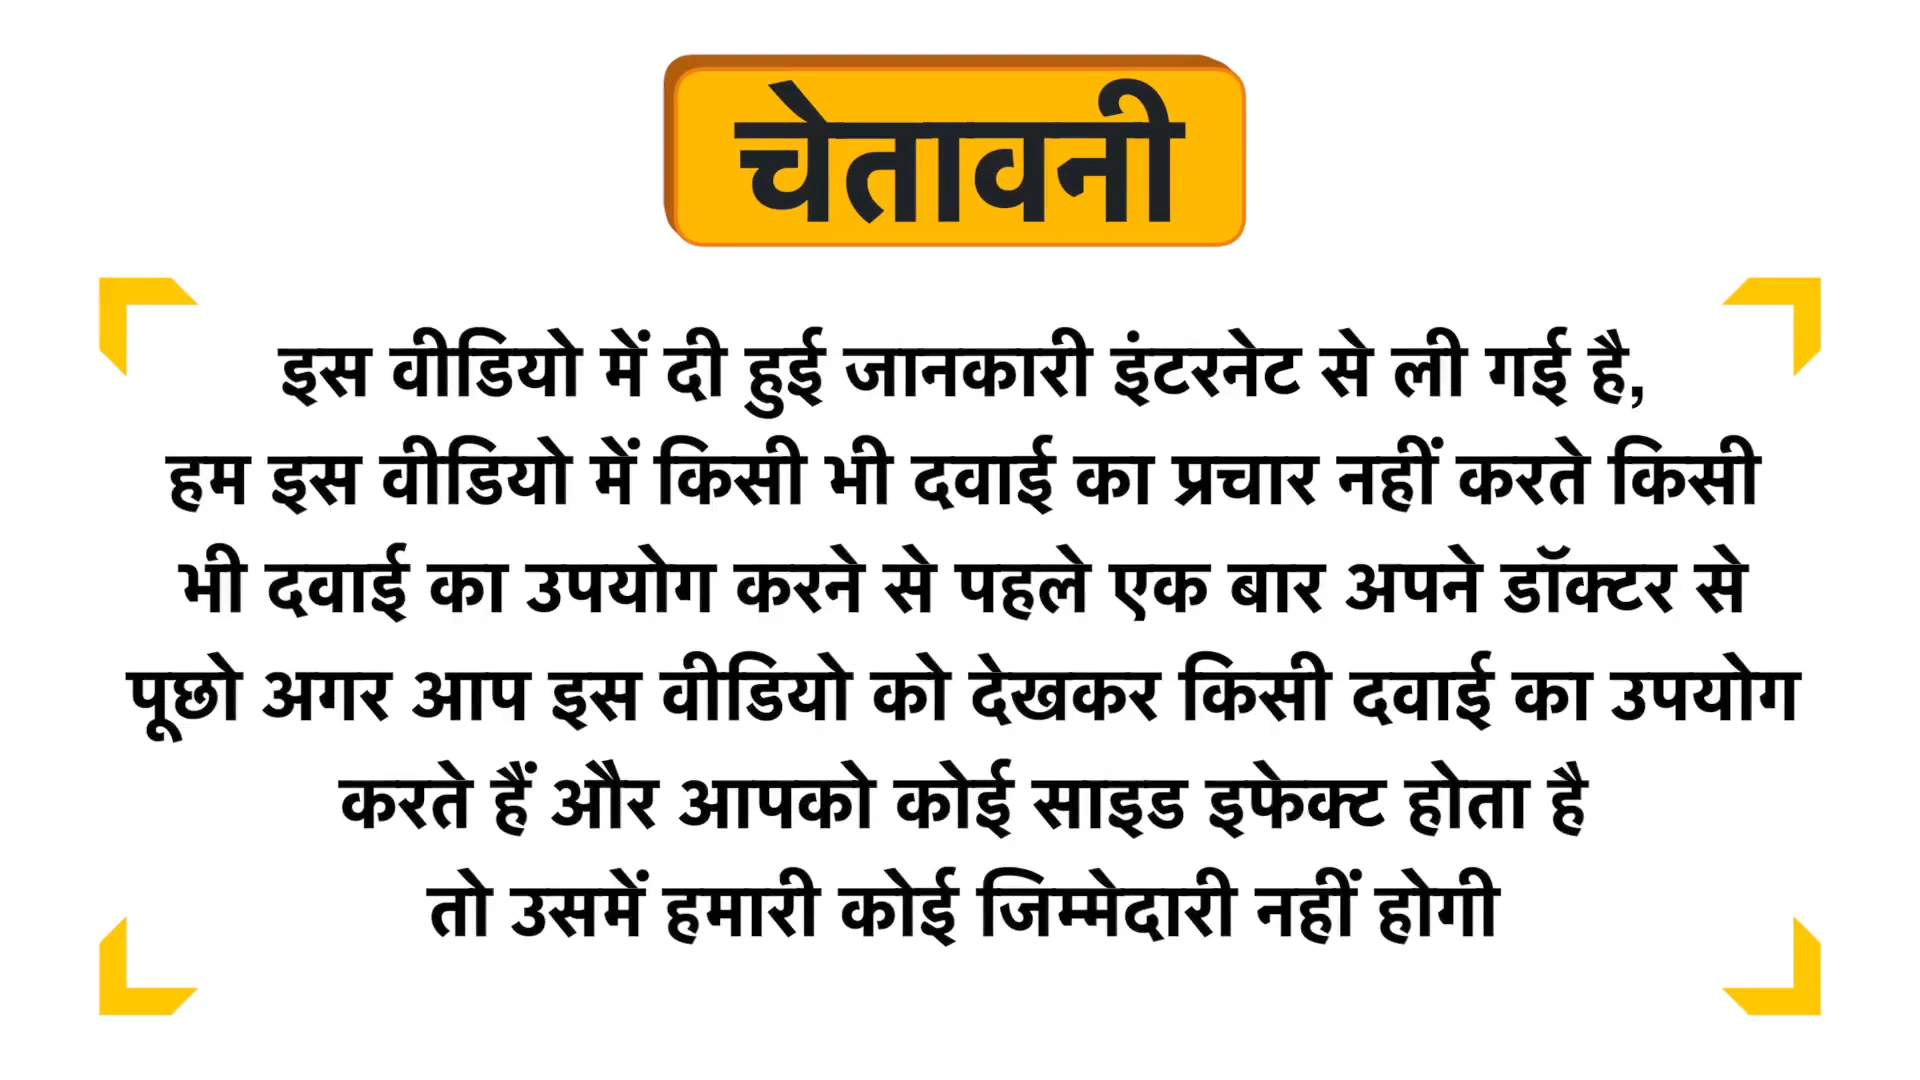 चेतावनी
इस वीडियो में दी हुई जानकारी इंटरनेट से ली गई है,
हम इस वीडियो में किसी भी दवाई का प्रचार नहीं करते किसी
भी दवाई का उपयोग करने से पहले एक बार अपने डॉक्टर से
पूछो अगर आप इस वीडियो को देखकर किसी दवाई का उपयोग
करते हैं और आपको कोई साइड इफेक्ट होता है
तो उसमें हमारी कोई जिम्मेदारी नहीं होगी